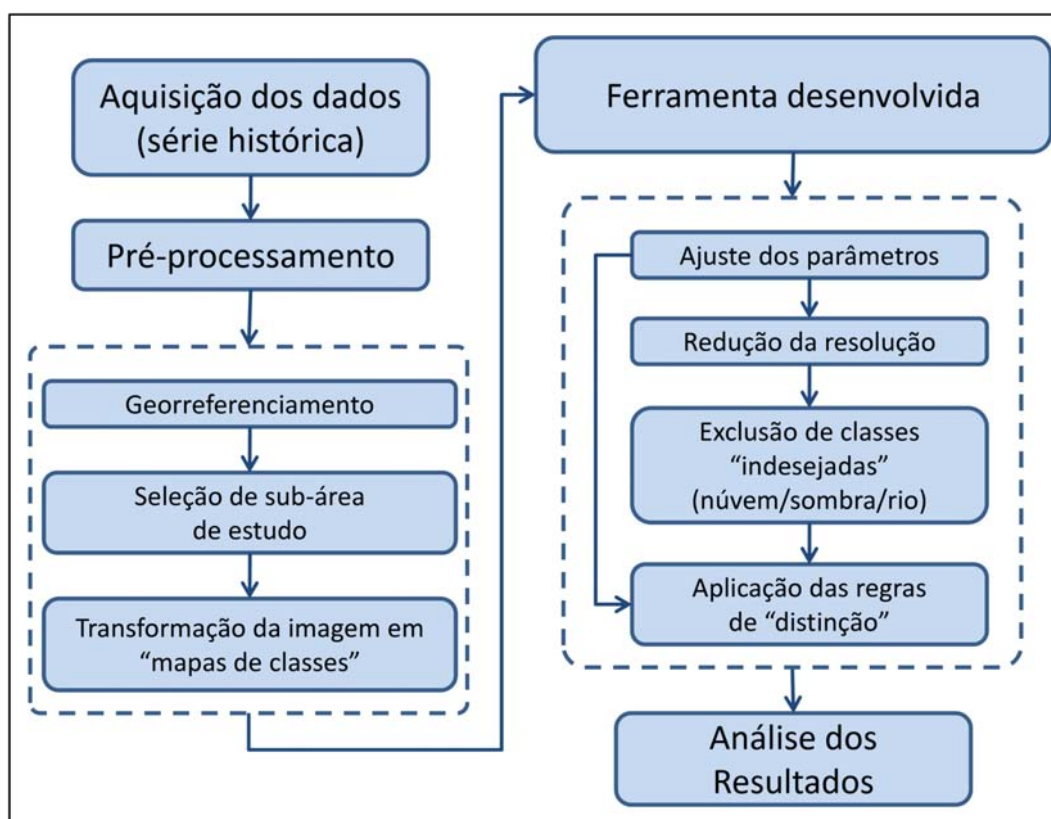 Aquisição dos dados
(série histórica)
Pré-processamento
Georreferenciamento
Seleção de sub-área
de estudo
Transformação da imagem em
“mapas de classes”
Ferramenta desenvolvida
Ajuste dos parâmetros
Redução da resolução
Exclusão de classes
“indesejadas”
(núvem/sombra/rio)
Aplicação das regras
de “distinção”
Análise dos
Resultados